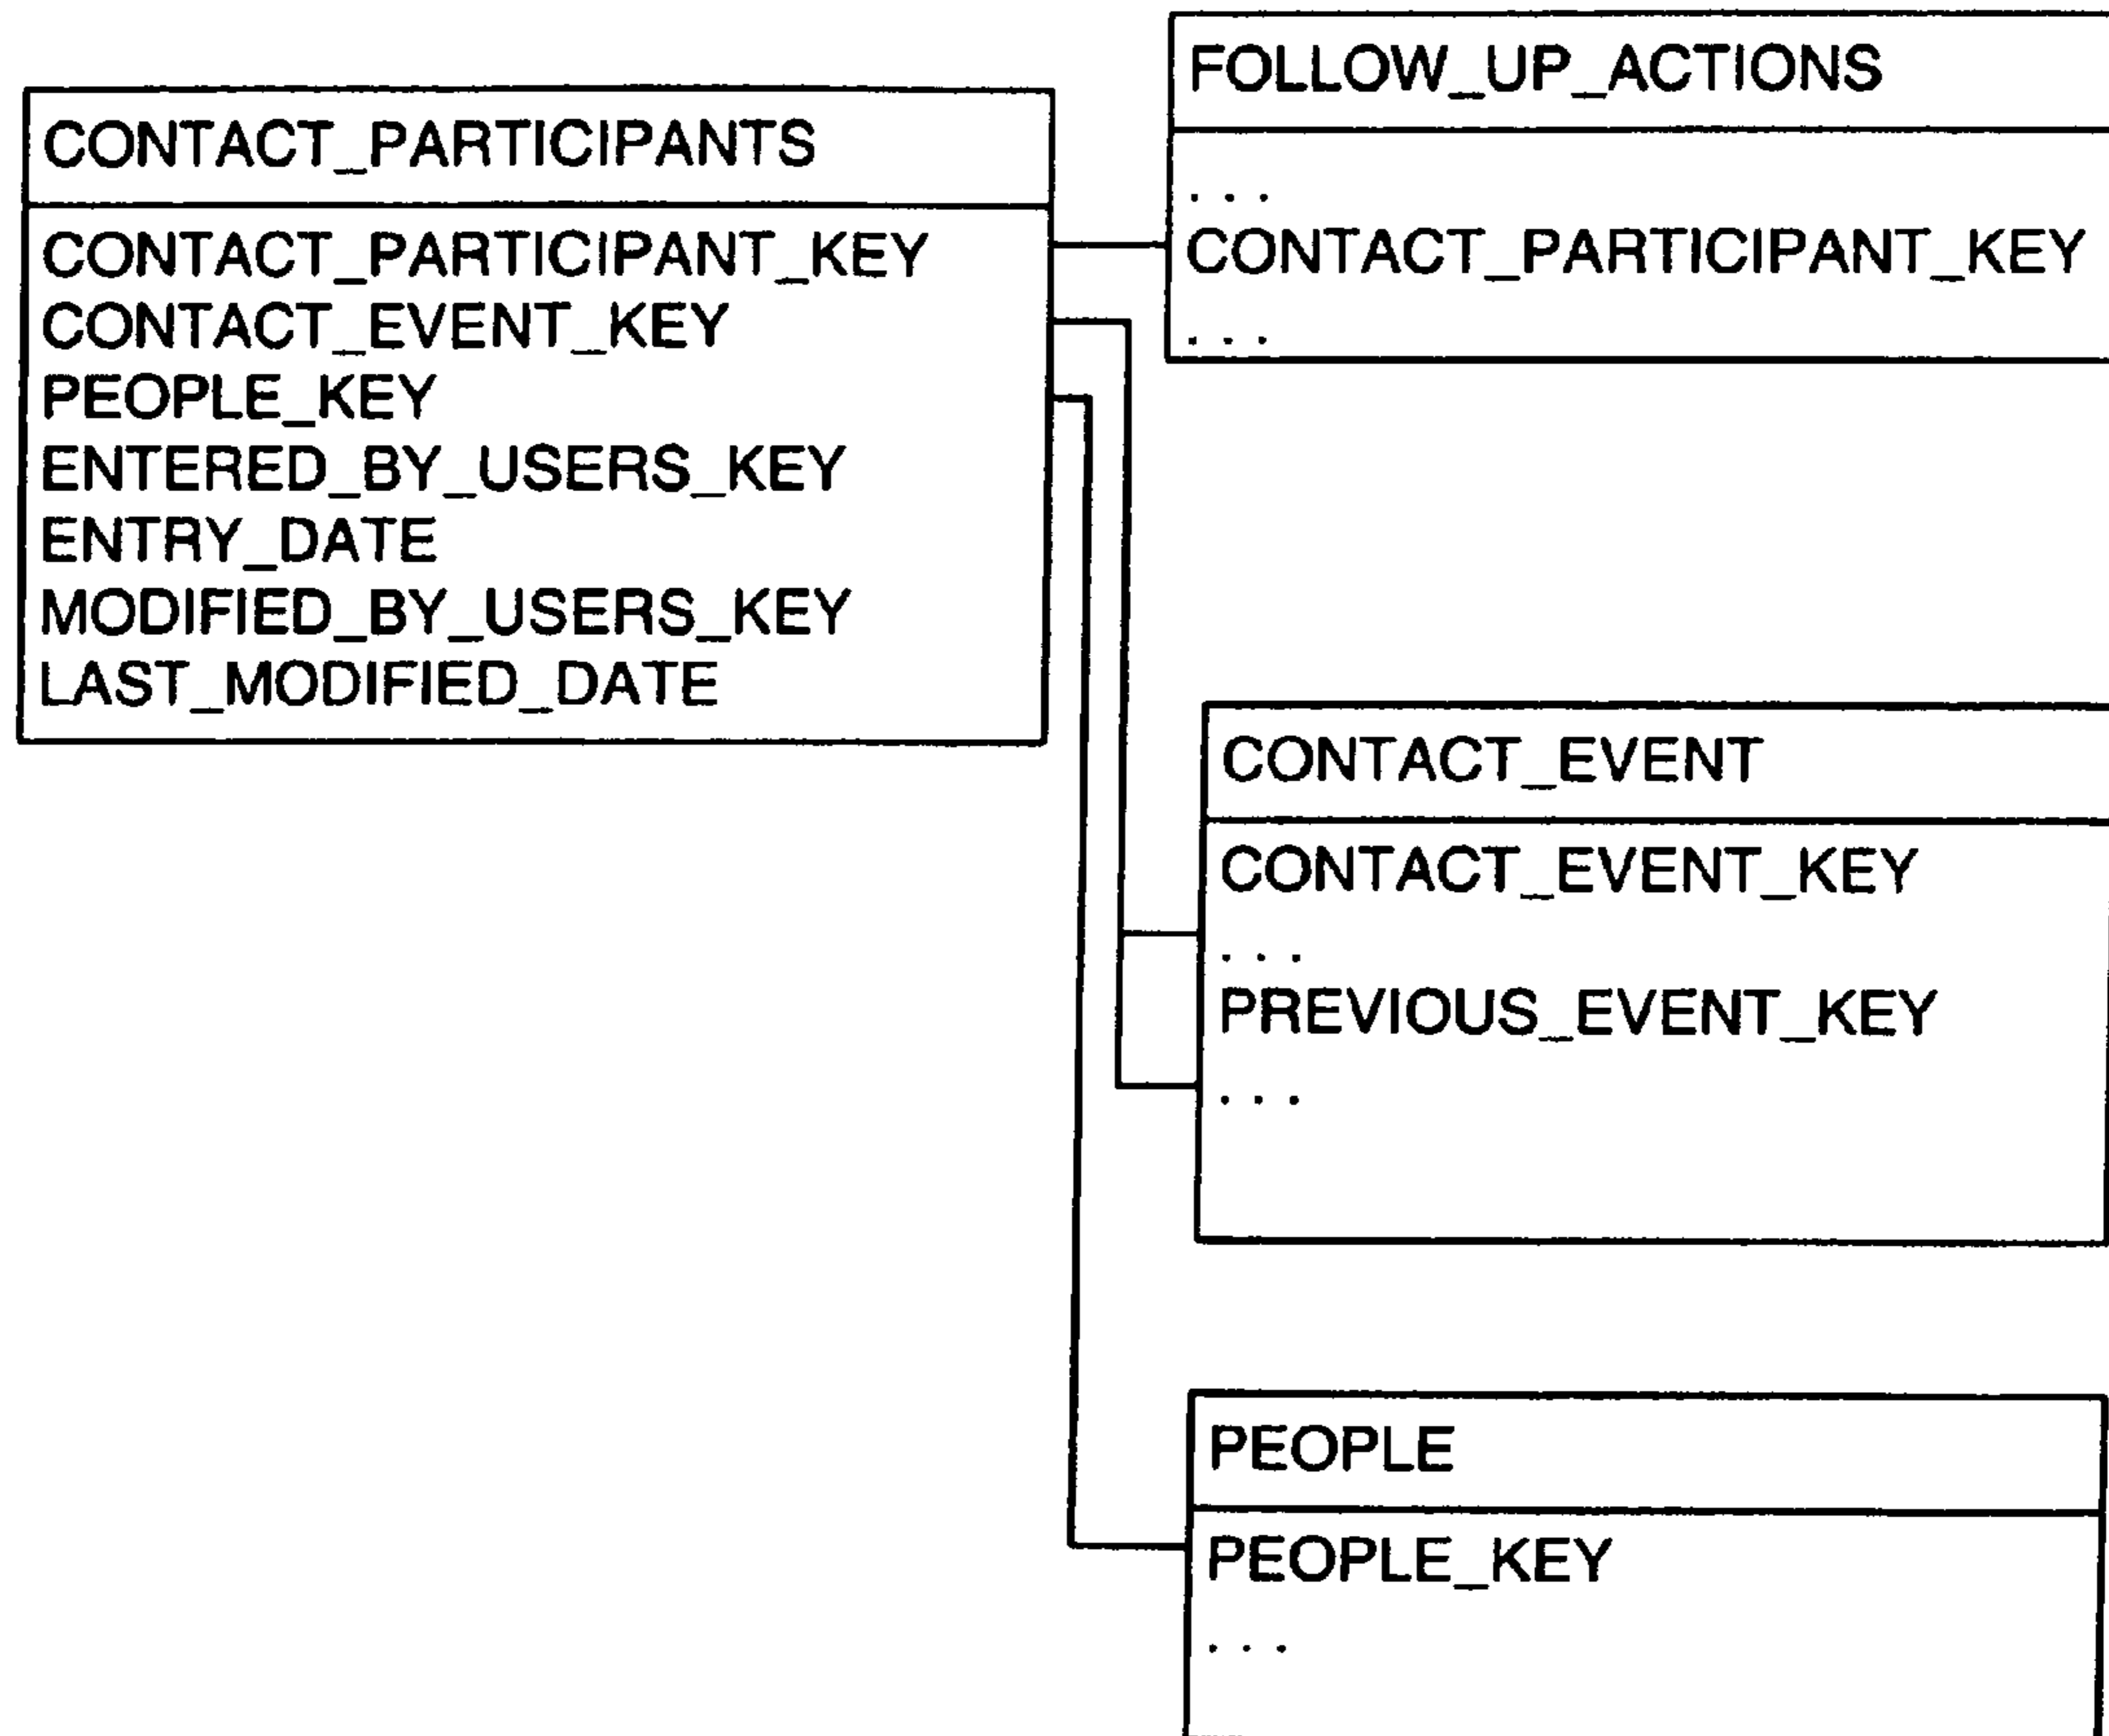 CONTACT_PARTICIPANTS
CONTACT_PARTICIPANT_KEY
CONTACT_EVENT_KEY
PEOPLE_KEY
ENTERED_BY_USERS_KEY
ENTRY_DATE
MODIFIED_BY_USERS_KEY
LAST_MODIFIED_DATE
FOLLOW_UP_ACTIONS
. . .
CONTACT_PARTICIPANT_KEY
. . .
CONTACT_EVENT
CONTACT_EVENT_KEY
. . .
PREVIOUS_EVENT_KEY
. . .
PEOPLE
PEOPLE_KEY
. . .